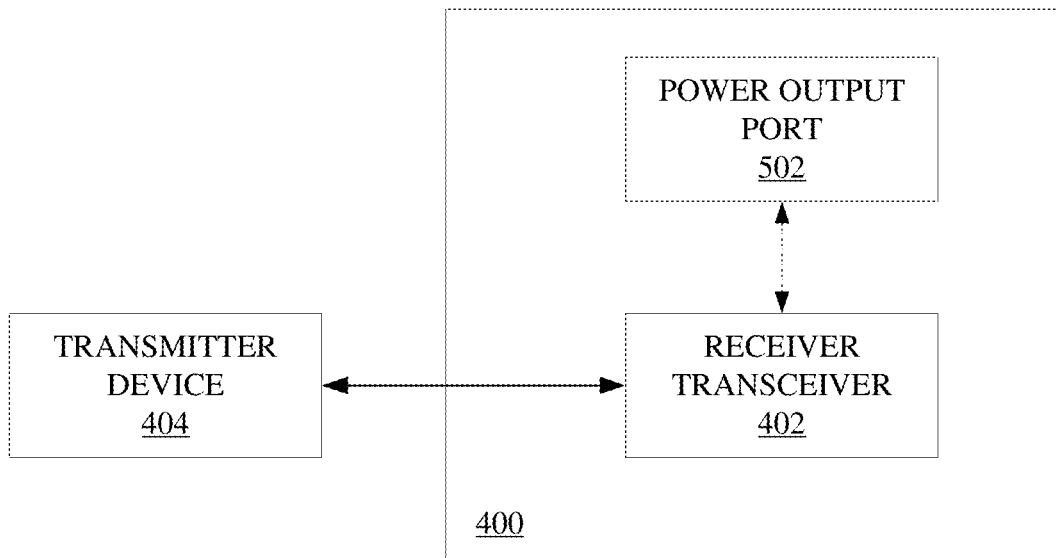 POWER OUTPUT
PORT
502
TRANSMITTER
DEVICE
404
RECEIVER
TRANSCEIVER
402
400